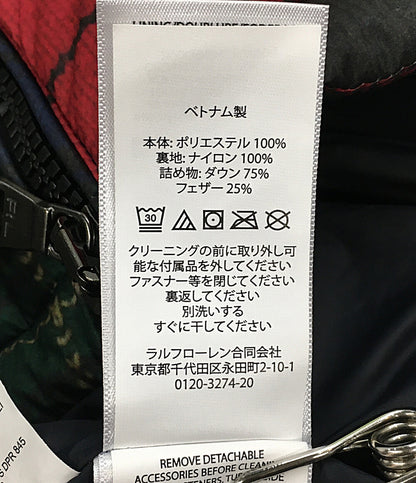 ベトナム製
本体: ポリエステル 100%
裏地: ナイロン 100%
詰め物: ダウン 75%
フェザー 25%
30
クリーニングの前に取り外し可
能な付属品を外してください
ファスナー等を閉じてください
裏返してください
別洗いする
すぐに干してください
ラルフローレン合同会社
東京都千代田区永田町2-10-1
0120-3274-20
REMOVE DETACHABLE
ACCESSORIES BEFORE CLEANING
DPR 845